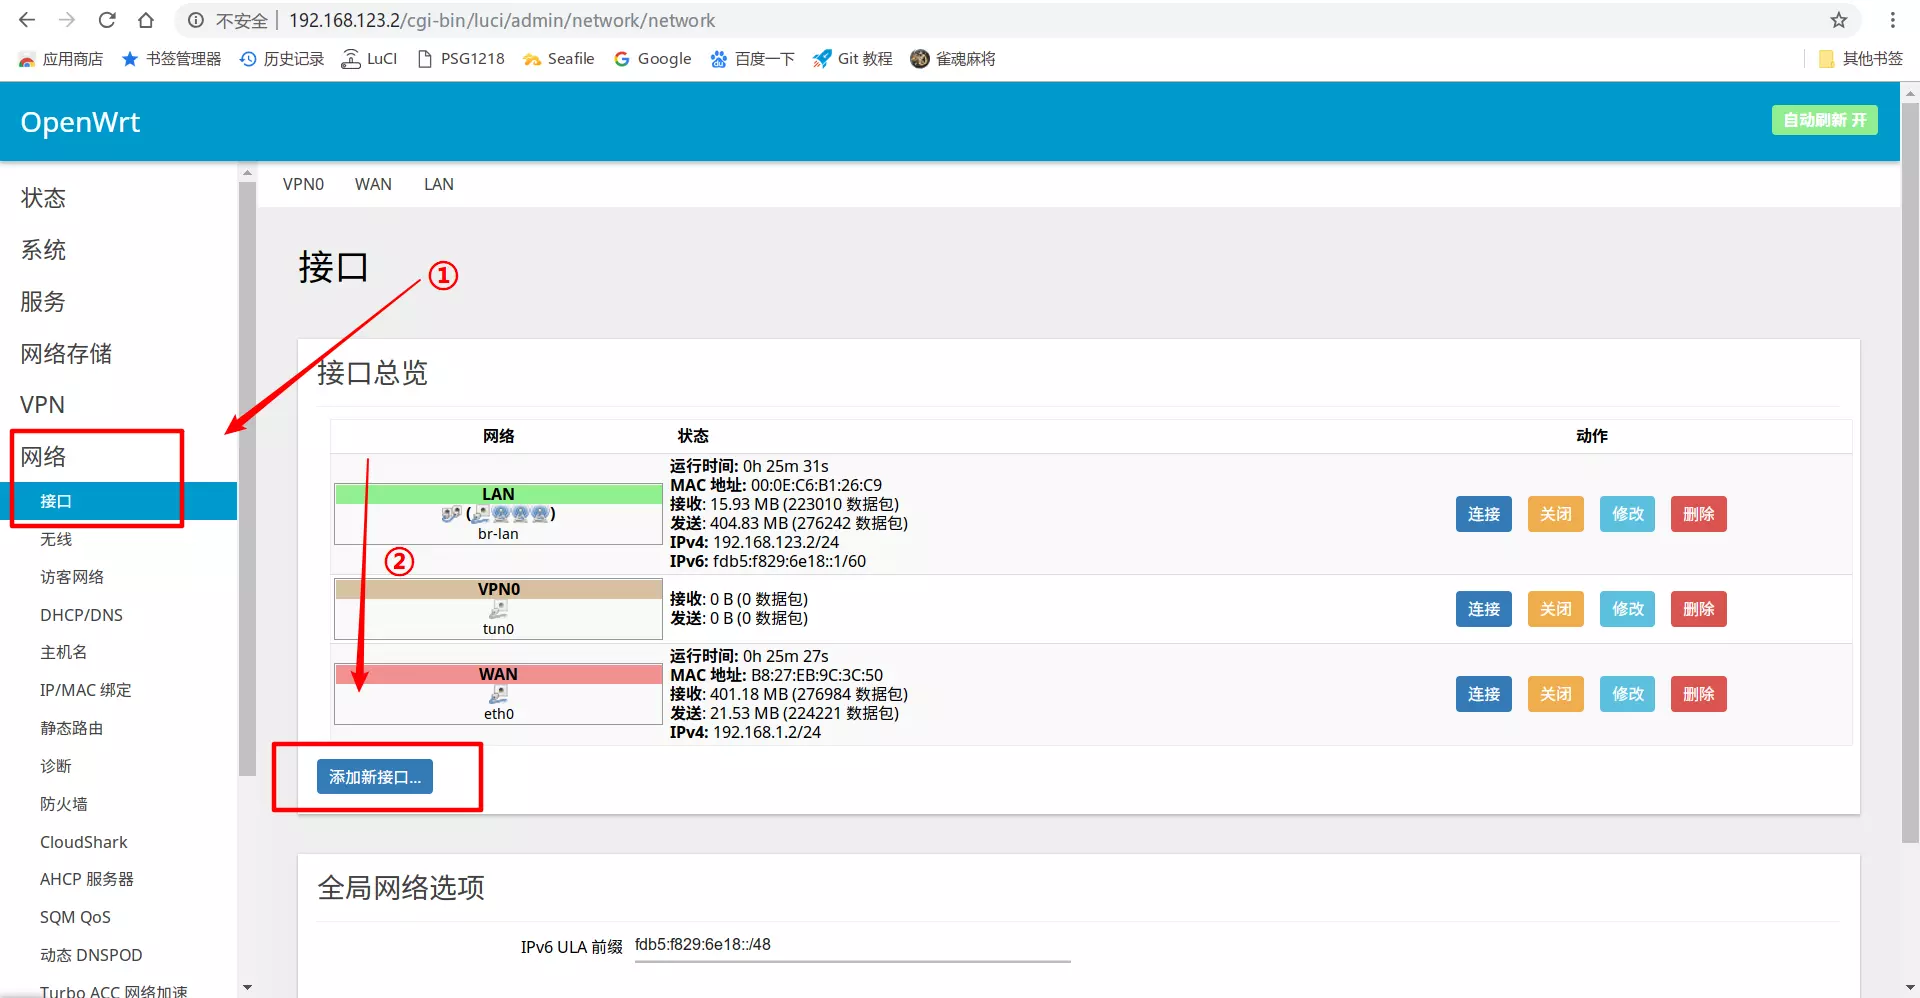 不安全 | 192.168.123.2/cgi-bin/luci/admin/network/network
应用商店 书签管理器 历史记录 LuCI PSG1218 Seafile Google 百度一下 Git 教程 雀魂麻将 其他书签
OpenWrt 自动刷新 开
状态
系统
服务
网络存储
VPN
网络
接口
无线
访客网络
DHCP/DNS
主机名
IP/MAC 绑定
静态路由
诊断
防火墙
CloudShark
AHCP 服务器
SQM QoS
动态 DNSPOD
Turbo ACC 网络加速
VPN0 WAN LAN
接口
①
接口总览
网络 状态 动作
LAN
br-lan
运行时间: 0h 25m 31s
MAC 地址: 00:0E:C6:B1:26:C9
接收: 15.93 MB (223010 数据包)
发送: 404.83 MB (276242 数据包)
IPv4: 192.168.123.2/24
IPv6: fdb5:f829:6e18::1/60
连接 关闭 修改 删除
②
VPN0
tun0
接收: 0 B (0 数据包)
发送: 0 B (0 数据包)
连接 关闭 修改 删除
WAN
eth0
运行时间: 0h 25m 27s
MAC 地址: B8:27:EB:9C:3C:50
接收: 401.18 MB (276984 数据包)
发送: 21.53 MB (224221 数据包)
IPv4: 192.168.1.2/24
连接 关闭 修改 删除
添加新接口...
全局网络选项
IPv6 ULA 前缀 fdb5:f829:6e18::/48